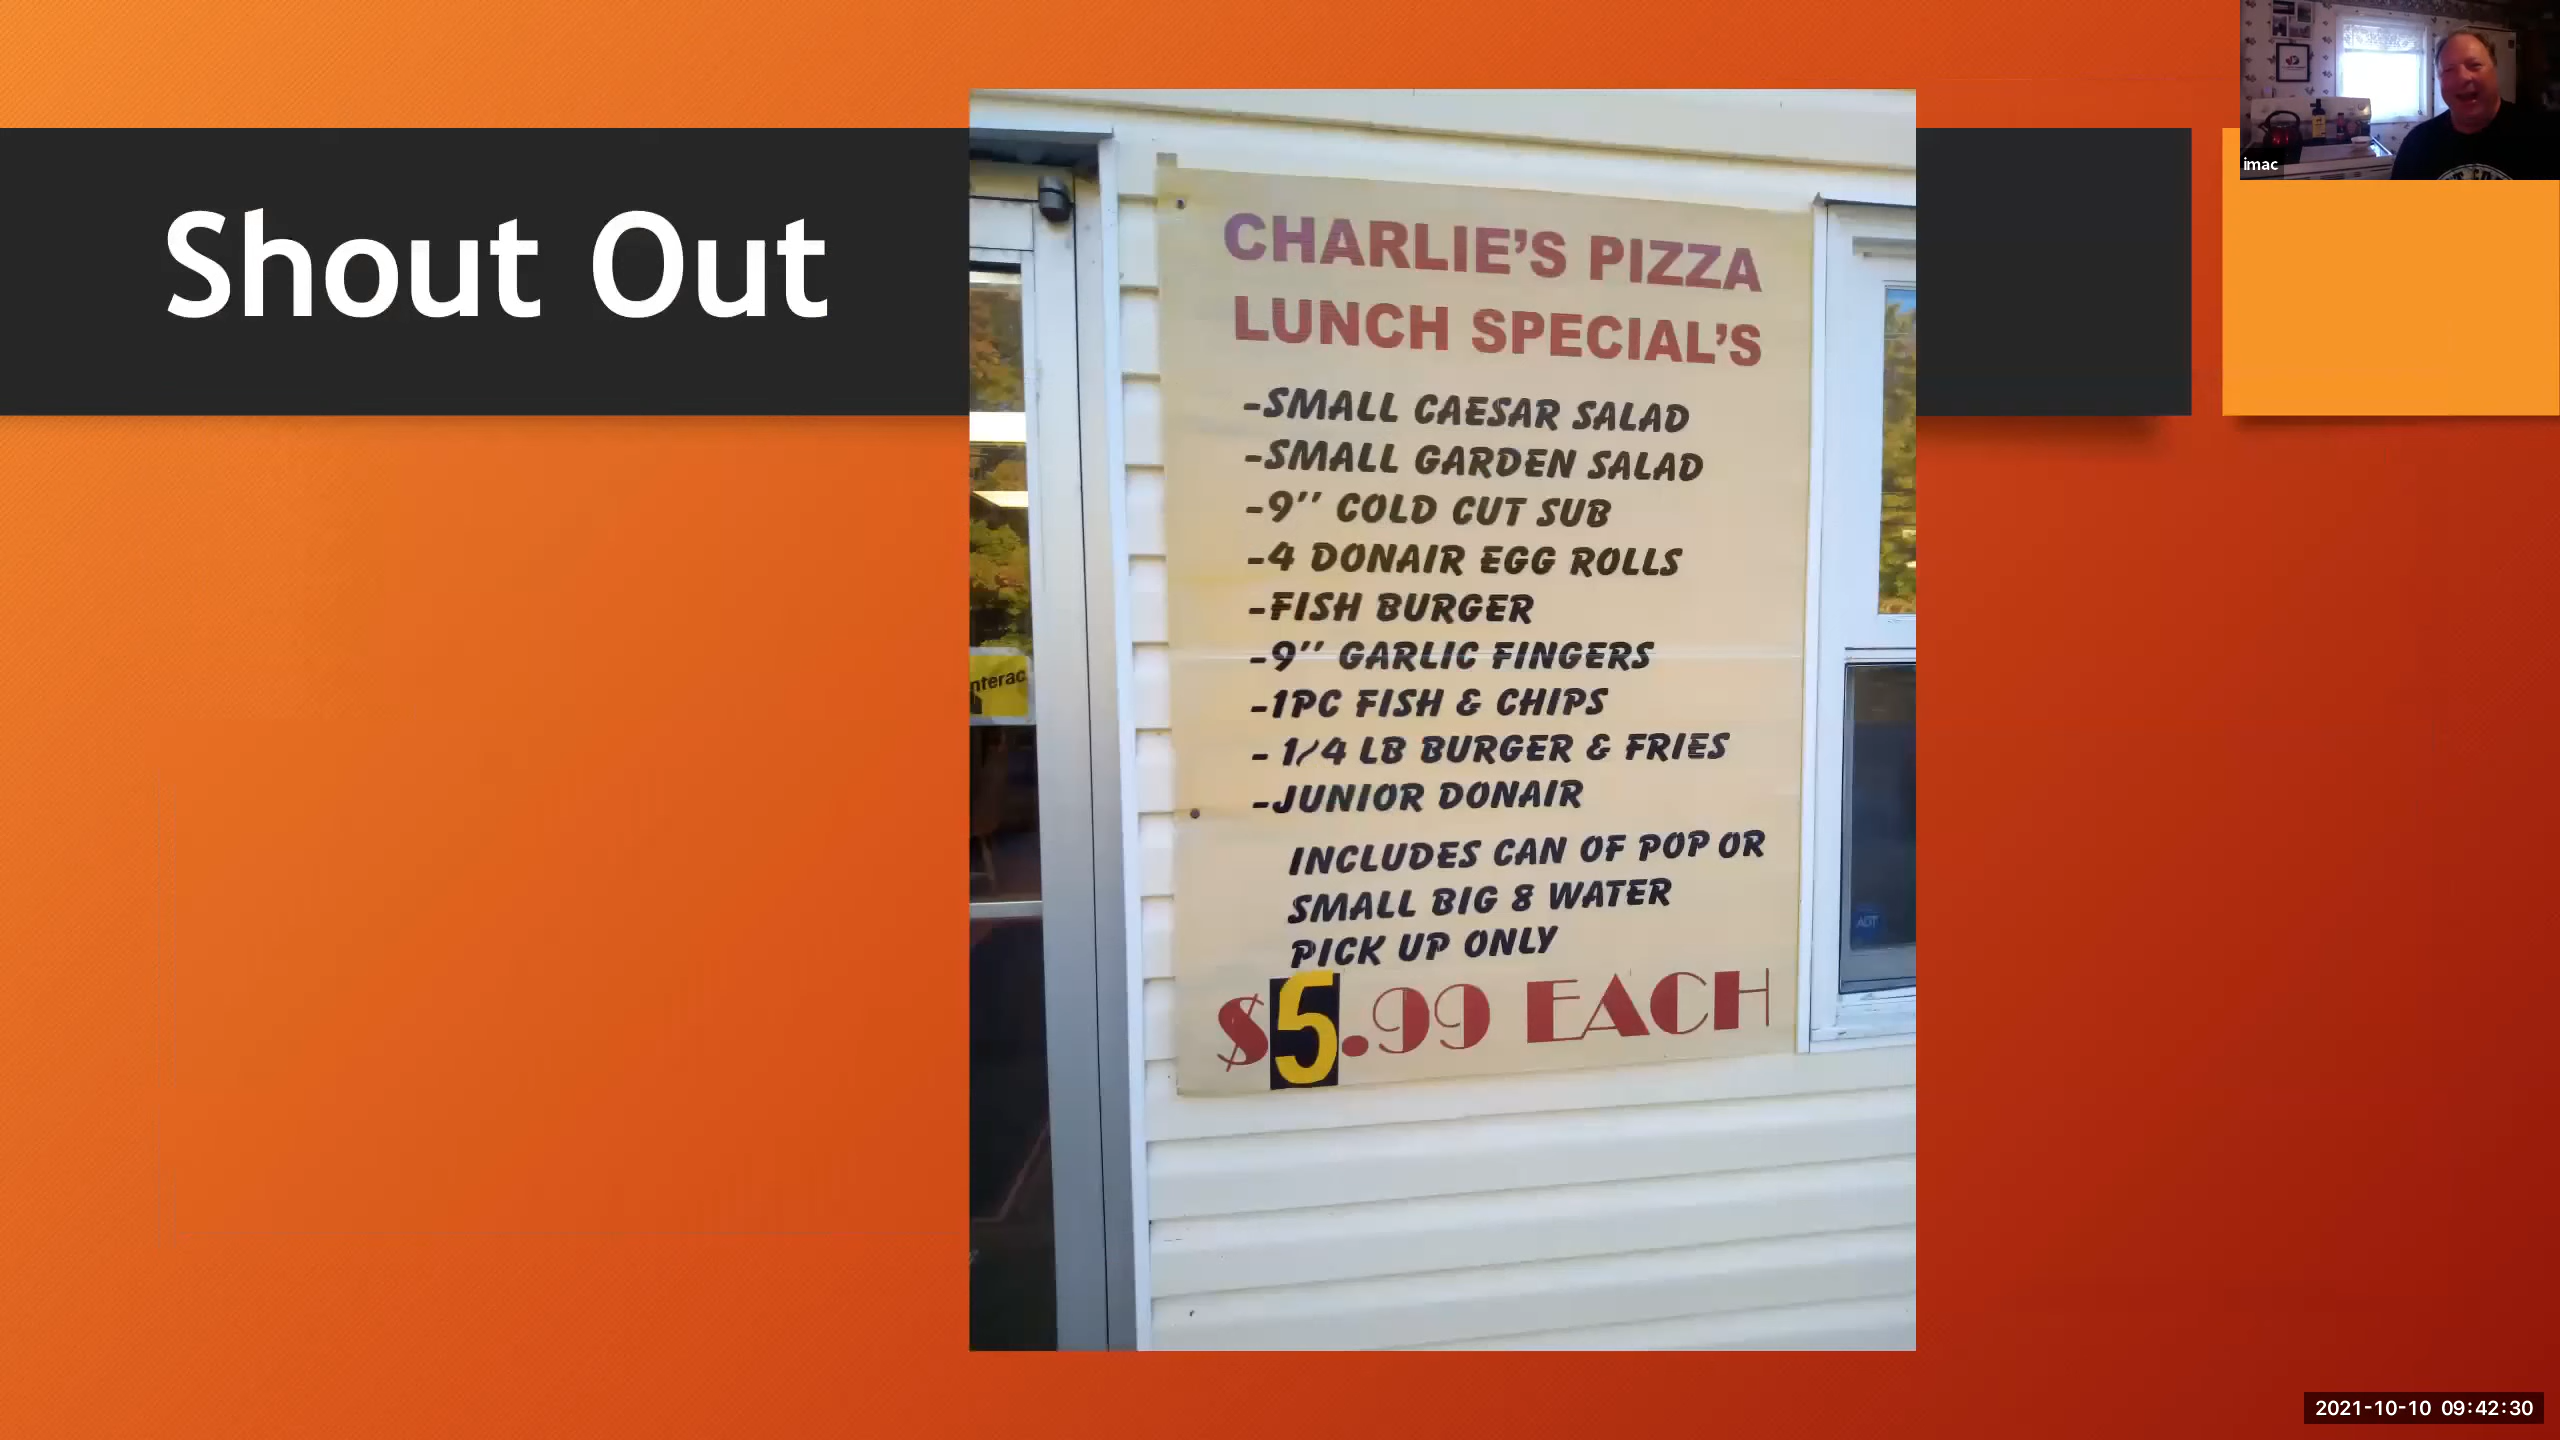 Shout Out
CHARLIE'S PIZZA
LUNCH SPECIAL'S
-SMALL CAESAR SALAD
-SMALL GARDEN SALAD
-9'' COLD CUT SUB
-4 DONAIR EGG ROLLS
-FISH BURGER
-9'' GARLIC FINGERS
-1PC FISH & CHIPS
- 1/4 LB BURGER & FRIES
-JUNIOR DONAIR
INCLUDES CAN OF POP OR
SMALL BIG 8 WATER
PICK UP ONLY
$5.99 EACH
nterac
ADT
imac
2021-10-10 09:42:30